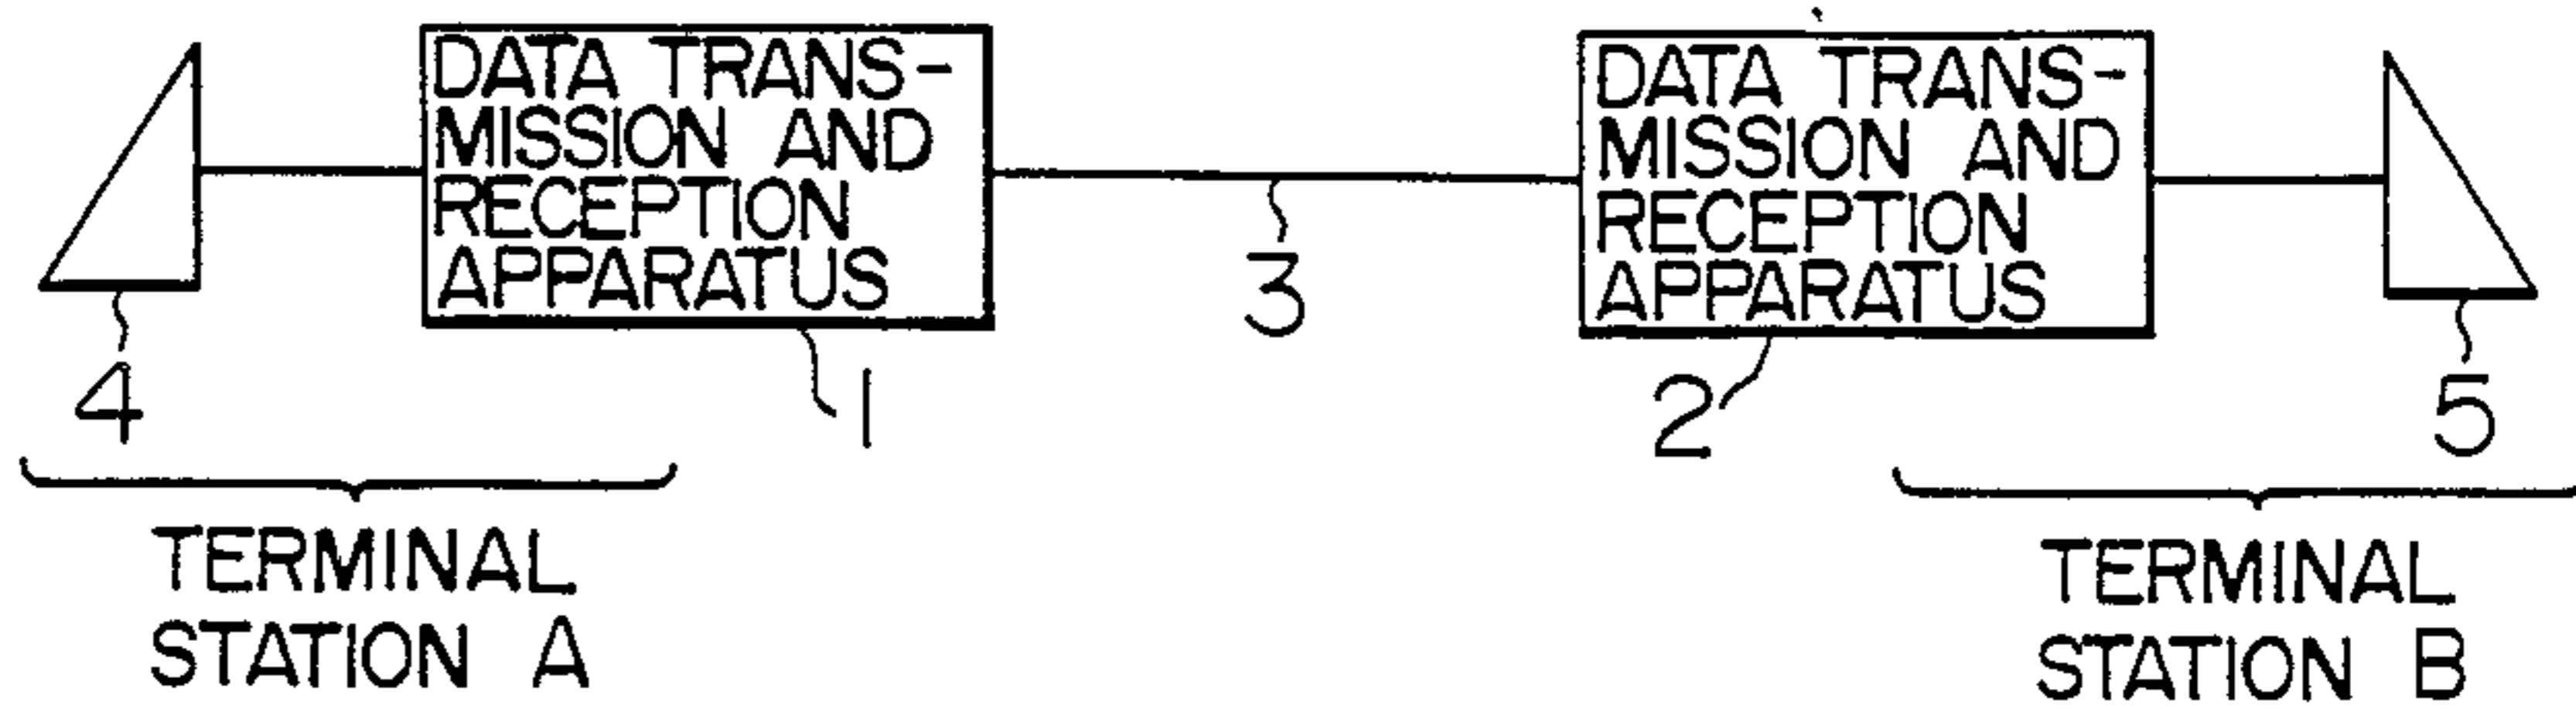 DATA TRANS-
MISSION AND
RECEPTION
APPARATUS
DATA TRANS-
MISSION AND
RECEPTION
APPARATUS
3
4
1
2
5
TERMINAL
STATION A
TERMINAL
STATION B